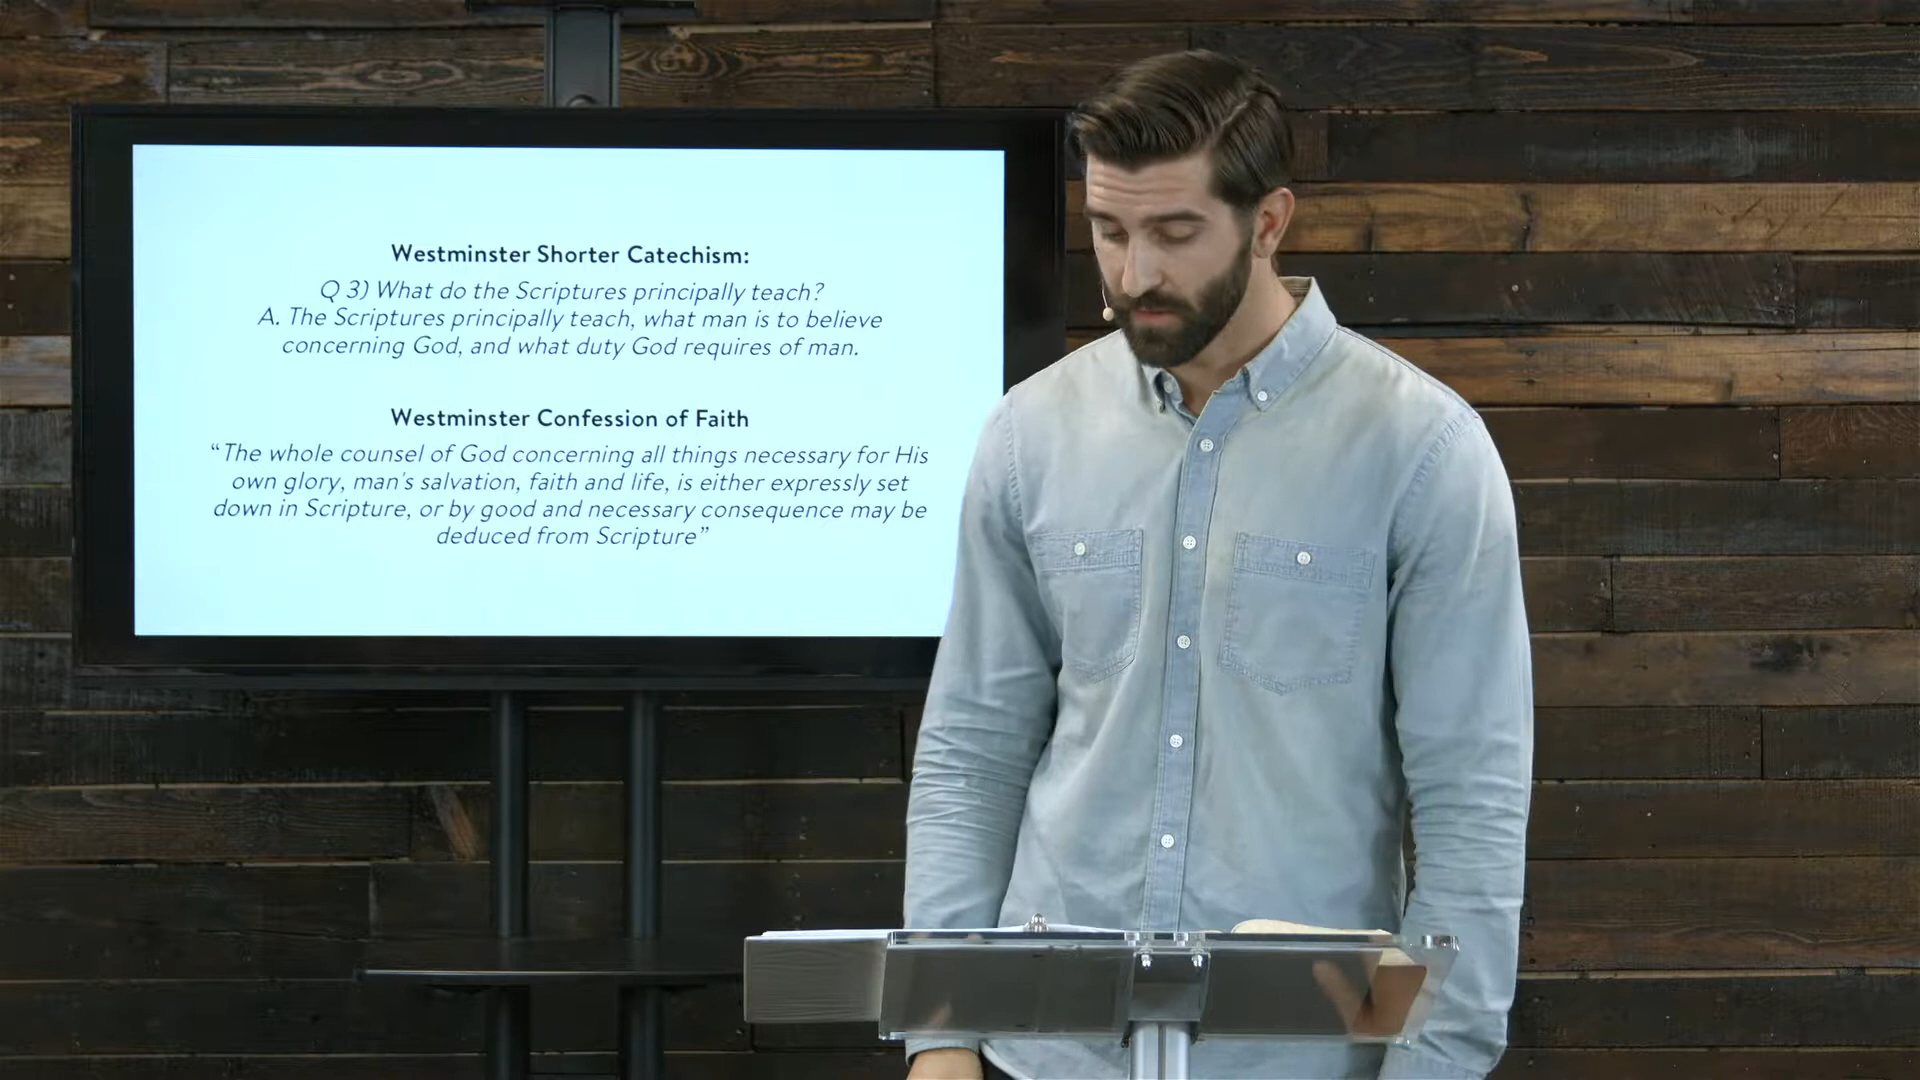 Westminster Shorter Catechism:
Q 3) What do the Scriptures principally teach?
A. The Scriptures principally teach, what man is to believe
concerning God, and what duty God requires of man.
Westminster Confession of Faith
“The whole counsel of God concerning all things necessary for His
own glory, man's salvation, faith and life, is either expressly set
down in Scripture, or by good and necessary consequence may be
deduced from Scripture”